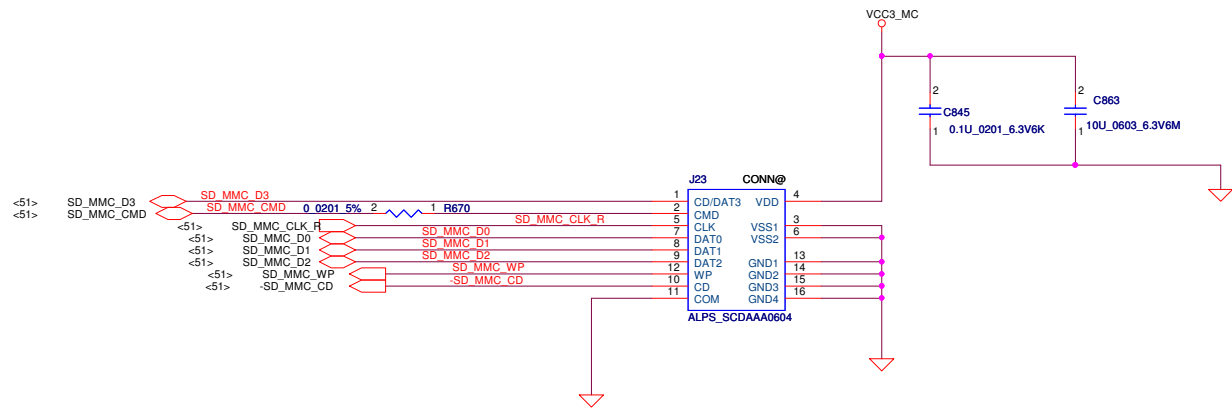 VCC3_MC
2 2 C863
C845
1 0.1U_0201_6.3V6K 1 10U_0603_6.3V6M
J23 CONN@
<51> SD_MMC_D3 SD_MMC_D3 1 CD/DAT3 VDD 4
<51> SD_MMC_CMD SD_MMC_CMD 0_0201_5% 2 1 R670 2 CMD
<51> SD_MMC_CLK_R SD_MMC_CLK_R 5 CLK VSS1 3
<51> SD_MMC_D0 SD_MMC_D0 7 DAT0 VSS2 6
<51> SD_MMC_D1 SD_MMC_D1 8 DAT1
<51> SD_MMC_D2 SD_MMC_D2 9 DAT2 GND1 13
<51> SD_MMC_WP SD_MMC_WP 12 WP GND2 14
<51> -SD_MMC_CD -SD_MMC_CD 10 CD GND3 15
11 COM GND4 16
ALPS_SCDAAA0604